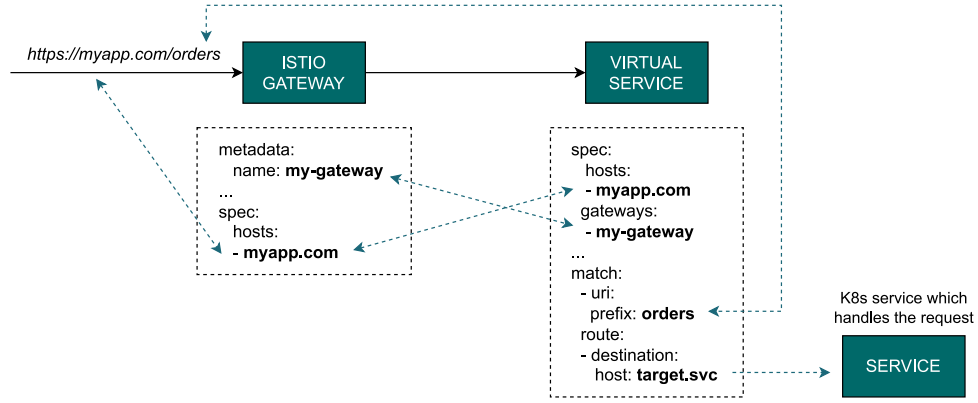 https://myapp.com/orders
ISTIO
GATEWAY
VIRTUAL
SERVICE
metadata:
name: my-gateway
...
spec:
hosts:
- myapp.com
spec:
hosts:
- myapp.com
gateways:
- my-gateway
...
match:
- uri:
prefix: orders
route:
- destination:
host: target.svc
K8s service which
handles the request
SERVICE